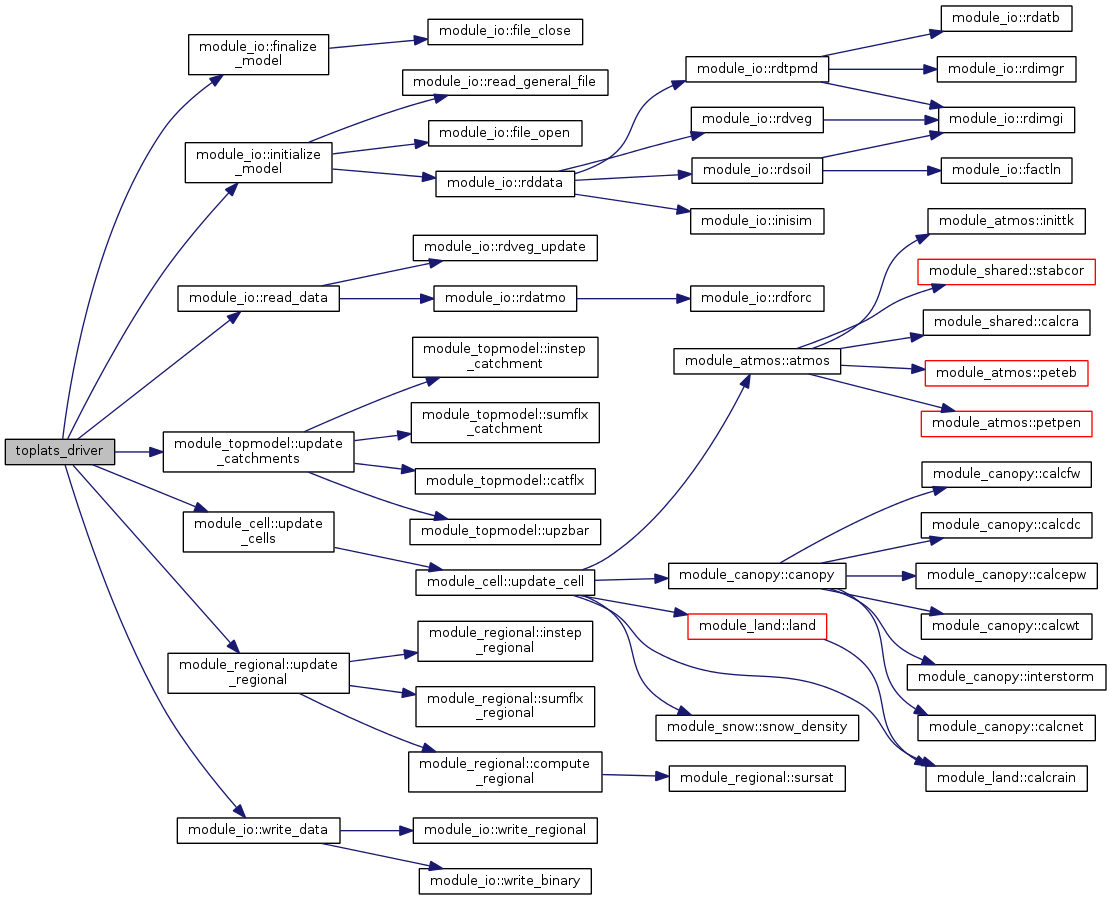 toplats_driver
module_io::finalize
_model
module_io::file_close
module_io::initialize
_model
module_io::read_general_file
module_io::file_open
module_io::rddata
module_io::rdtpmd
module_io::rdatb
module_io::rdimgr
module_io::rdimgi
module_io::rdveg
module_io::rdsoil
module_io::factln
module_io::inisim
module_io::read_data
module_io::rdveg_update
module_io::rdatmo
module_io::rdforc
module_topmodel::update
_catchments
module_topmodel::instep
_catchment
module_topmodel::sumflx
_catchment
module_topmodel::catflx
module_topmodel::upzbar
module_cell::update
_cells
module_cell::update_cell
module_atmos::atmos
module_atmos::inittk
module_shared::stabcor
module_shared::calcra
module_atmos::peteb
module_atmos::petpen
module_canopy::canopy
module_canopy::calcfw
module_canopy::calcdc
module_canopy::calcepw
module_canopy::calcwt
module_canopy::interstorm
module_canopy::calcnet
module_land::land
module_land::calcrain
module_snow::snow_density
module_regional::update
_regional
module_regional::instep
_regional
module_regional::sumflx
_regional
module_regional::compute
_regional
module_regional::sursat
module_io::write_data
module_io::write_regional
module_io::write_binary